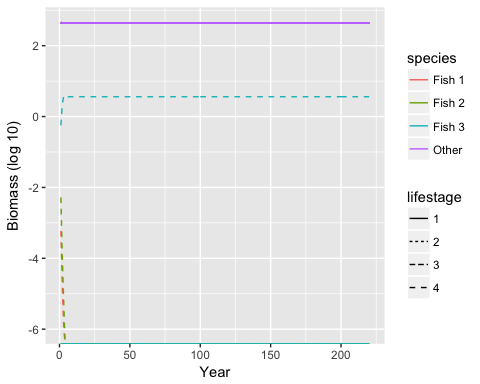 Biomass (log 10)
2
0
-2
-4
-6
0 50 100 150 200
Year
species
Fish 1
Fish 2
Fish 3
Other
lifestage
1
2
3
4